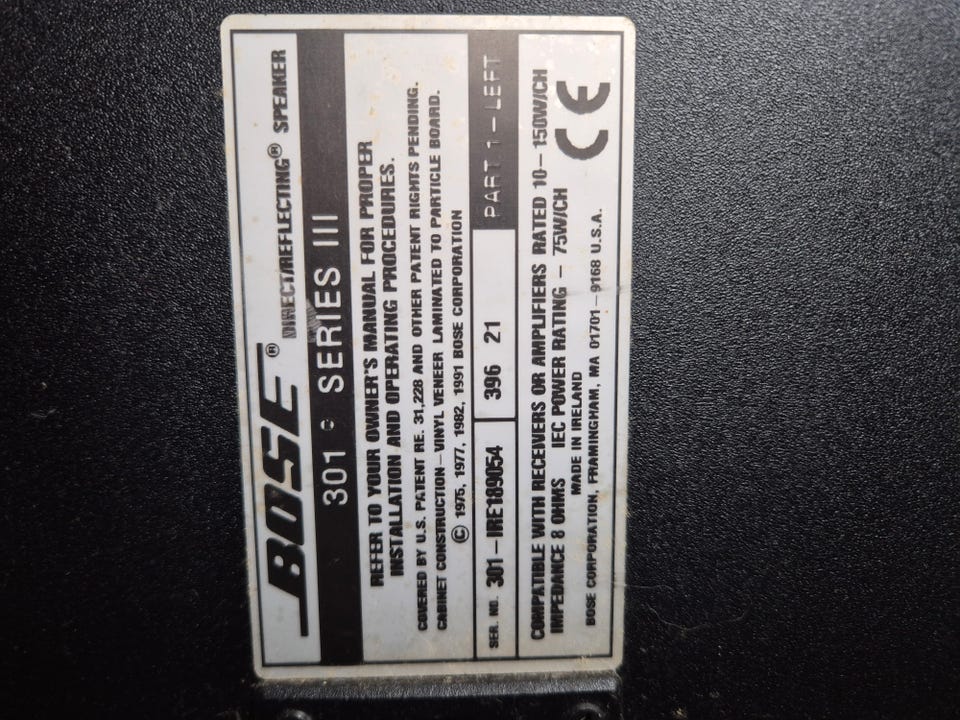 BOSE® DIRECT/REFLECTING® SPEAKER
301® SERIES III
REFER TO YOUR OWNER'S MANUAL FOR PROPER
INSTALLATION AND OPERATING PROCEDURES.
COVERED BY U.S. PATENT RE. 31,228 AND OTHER PATENT RIGHTS PENDING.
CABINET CONSTRUCTION – VINYL VENEER LAMINATED TO PARTICLE BOARD.
© 1975, 1977, 1982, 1991 BOSE CORPORATION
SER. NO. 301–IRE189054 396 21 PART 1 – LEFT
COMPATIBLE WITH RECEIVERS OR AMPLIFIERS RATED 10–150W/CH
IMPEDANCE 8 OHMS IEC POWER RATING – 75W/CH
MADE IN IRELAND
BOSE CORPORATION, FRAMINGHAM, MA 01701–9168 U.S.A.
CE